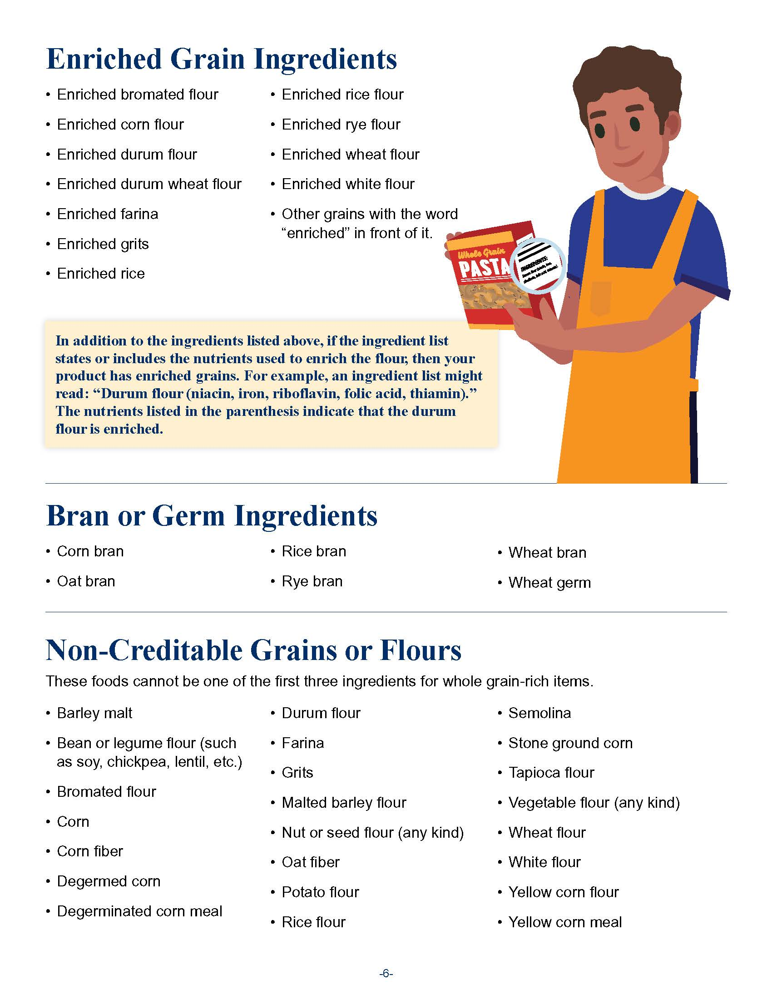 Enriched Grain Ingredients
• Enriched bromated flour
• Enriched corn flour
• Enriched durum flour
• Enriched durum wheat flour
• Enriched farina
• Enriched grits
• Enriched rice
• Enriched rice flour
• Enriched rye flour
• Enriched wheat flour
• Enriched white flour
• Other grains with the word
“enriched” in front of it.
Whole Grain
PASTA
INGREDIENTS:
In addition to the ingredients listed above, if the ingredient list
states or includes the nutrients used to enrich the flour, then your
product has enriched grains. For example, an ingredient list might
read: “Durum flour (niacin, iron, riboflavin, folic acid, thiamin).”
The nutrients listed in the parenthesis indicate that the durum
flour is enriched.
Bran or Germ Ingredients
• Corn bran
• Oat bran
• Rice bran
• Rye bran
• Wheat bran
• Wheat germ
Non-Creditable Grains or Flours
These foods cannot be one of the first three ingredients for whole grain-rich items.
• Barley malt
• Bean or legume flour (such
as soy, chickpea, lentil, etc.)
• Bromated flour
• Corn
• Corn fiber
• Degermed corn
• Degerminated corn meal
• Durum flour
• Farina
• Grits
• Malted barley flour
• Nut or seed flour (any kind)
• Oat fiber
• Potato flour
• Rice flour
• Semolina
• Stone ground corn
• Tapioca flour
• Vegetable flour (any kind)
• Wheat flour
• White flour
• Yellow corn flour
• Yellow corn meal
-6-